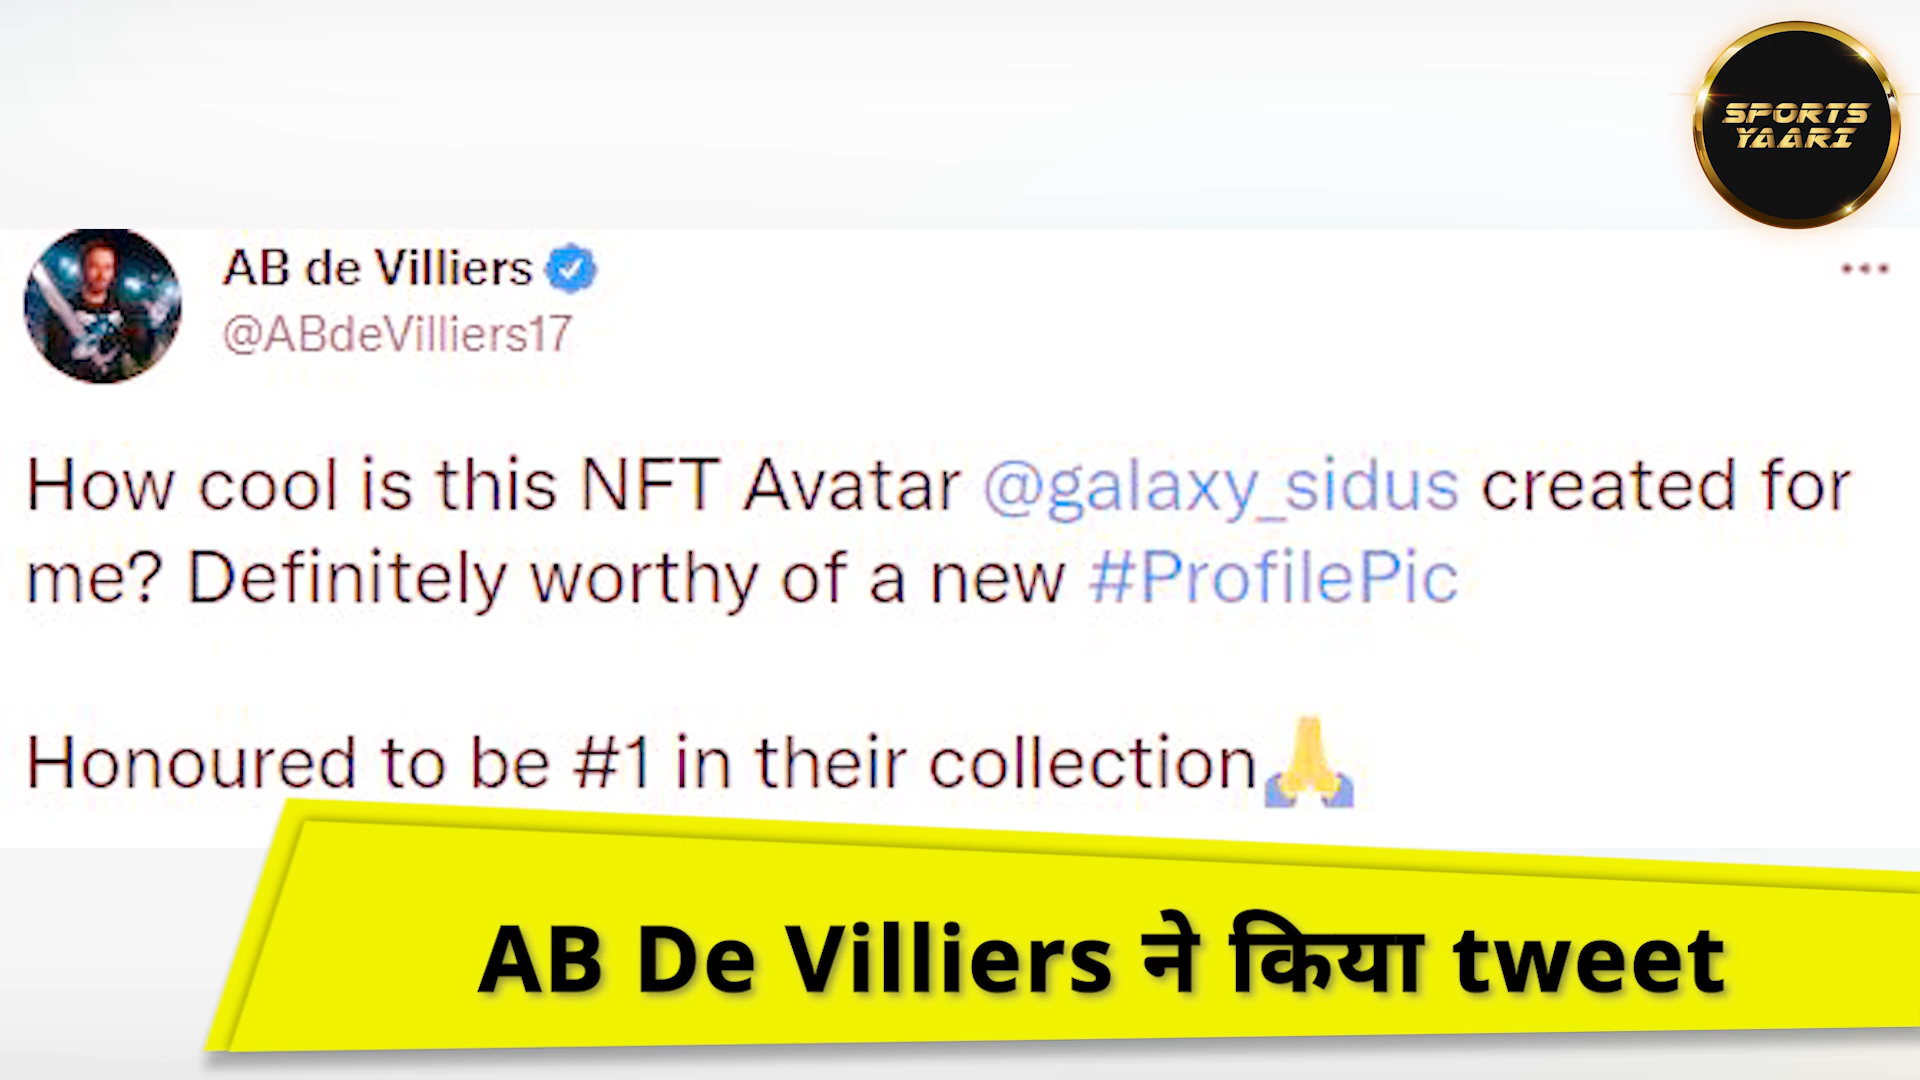 SPORTS
YAARI
AB de Villiers
@ABdeVilliers17
How cool is this NFT Avatar @galaxy_sidus created for
me? Definitely worthy of a new #ProfilePic
Honoured to be #1 in their collection🙏
AB De Villiers ने किया tweet